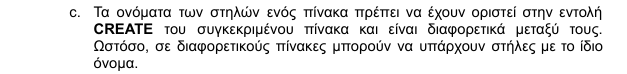 c. Τα ονόματα των στηλών ενός πίνακα πρέπει να έχουν οριστεί στην εντολή
CREATE του συγκεκριμένου πίνακα και είναι διαφορετικά μεταξύ τους.
Ωστόσο, σε διαφορετικούς πίνακες μπορούν να υπάρχουν στήλες με το ίδιο
όνομα.